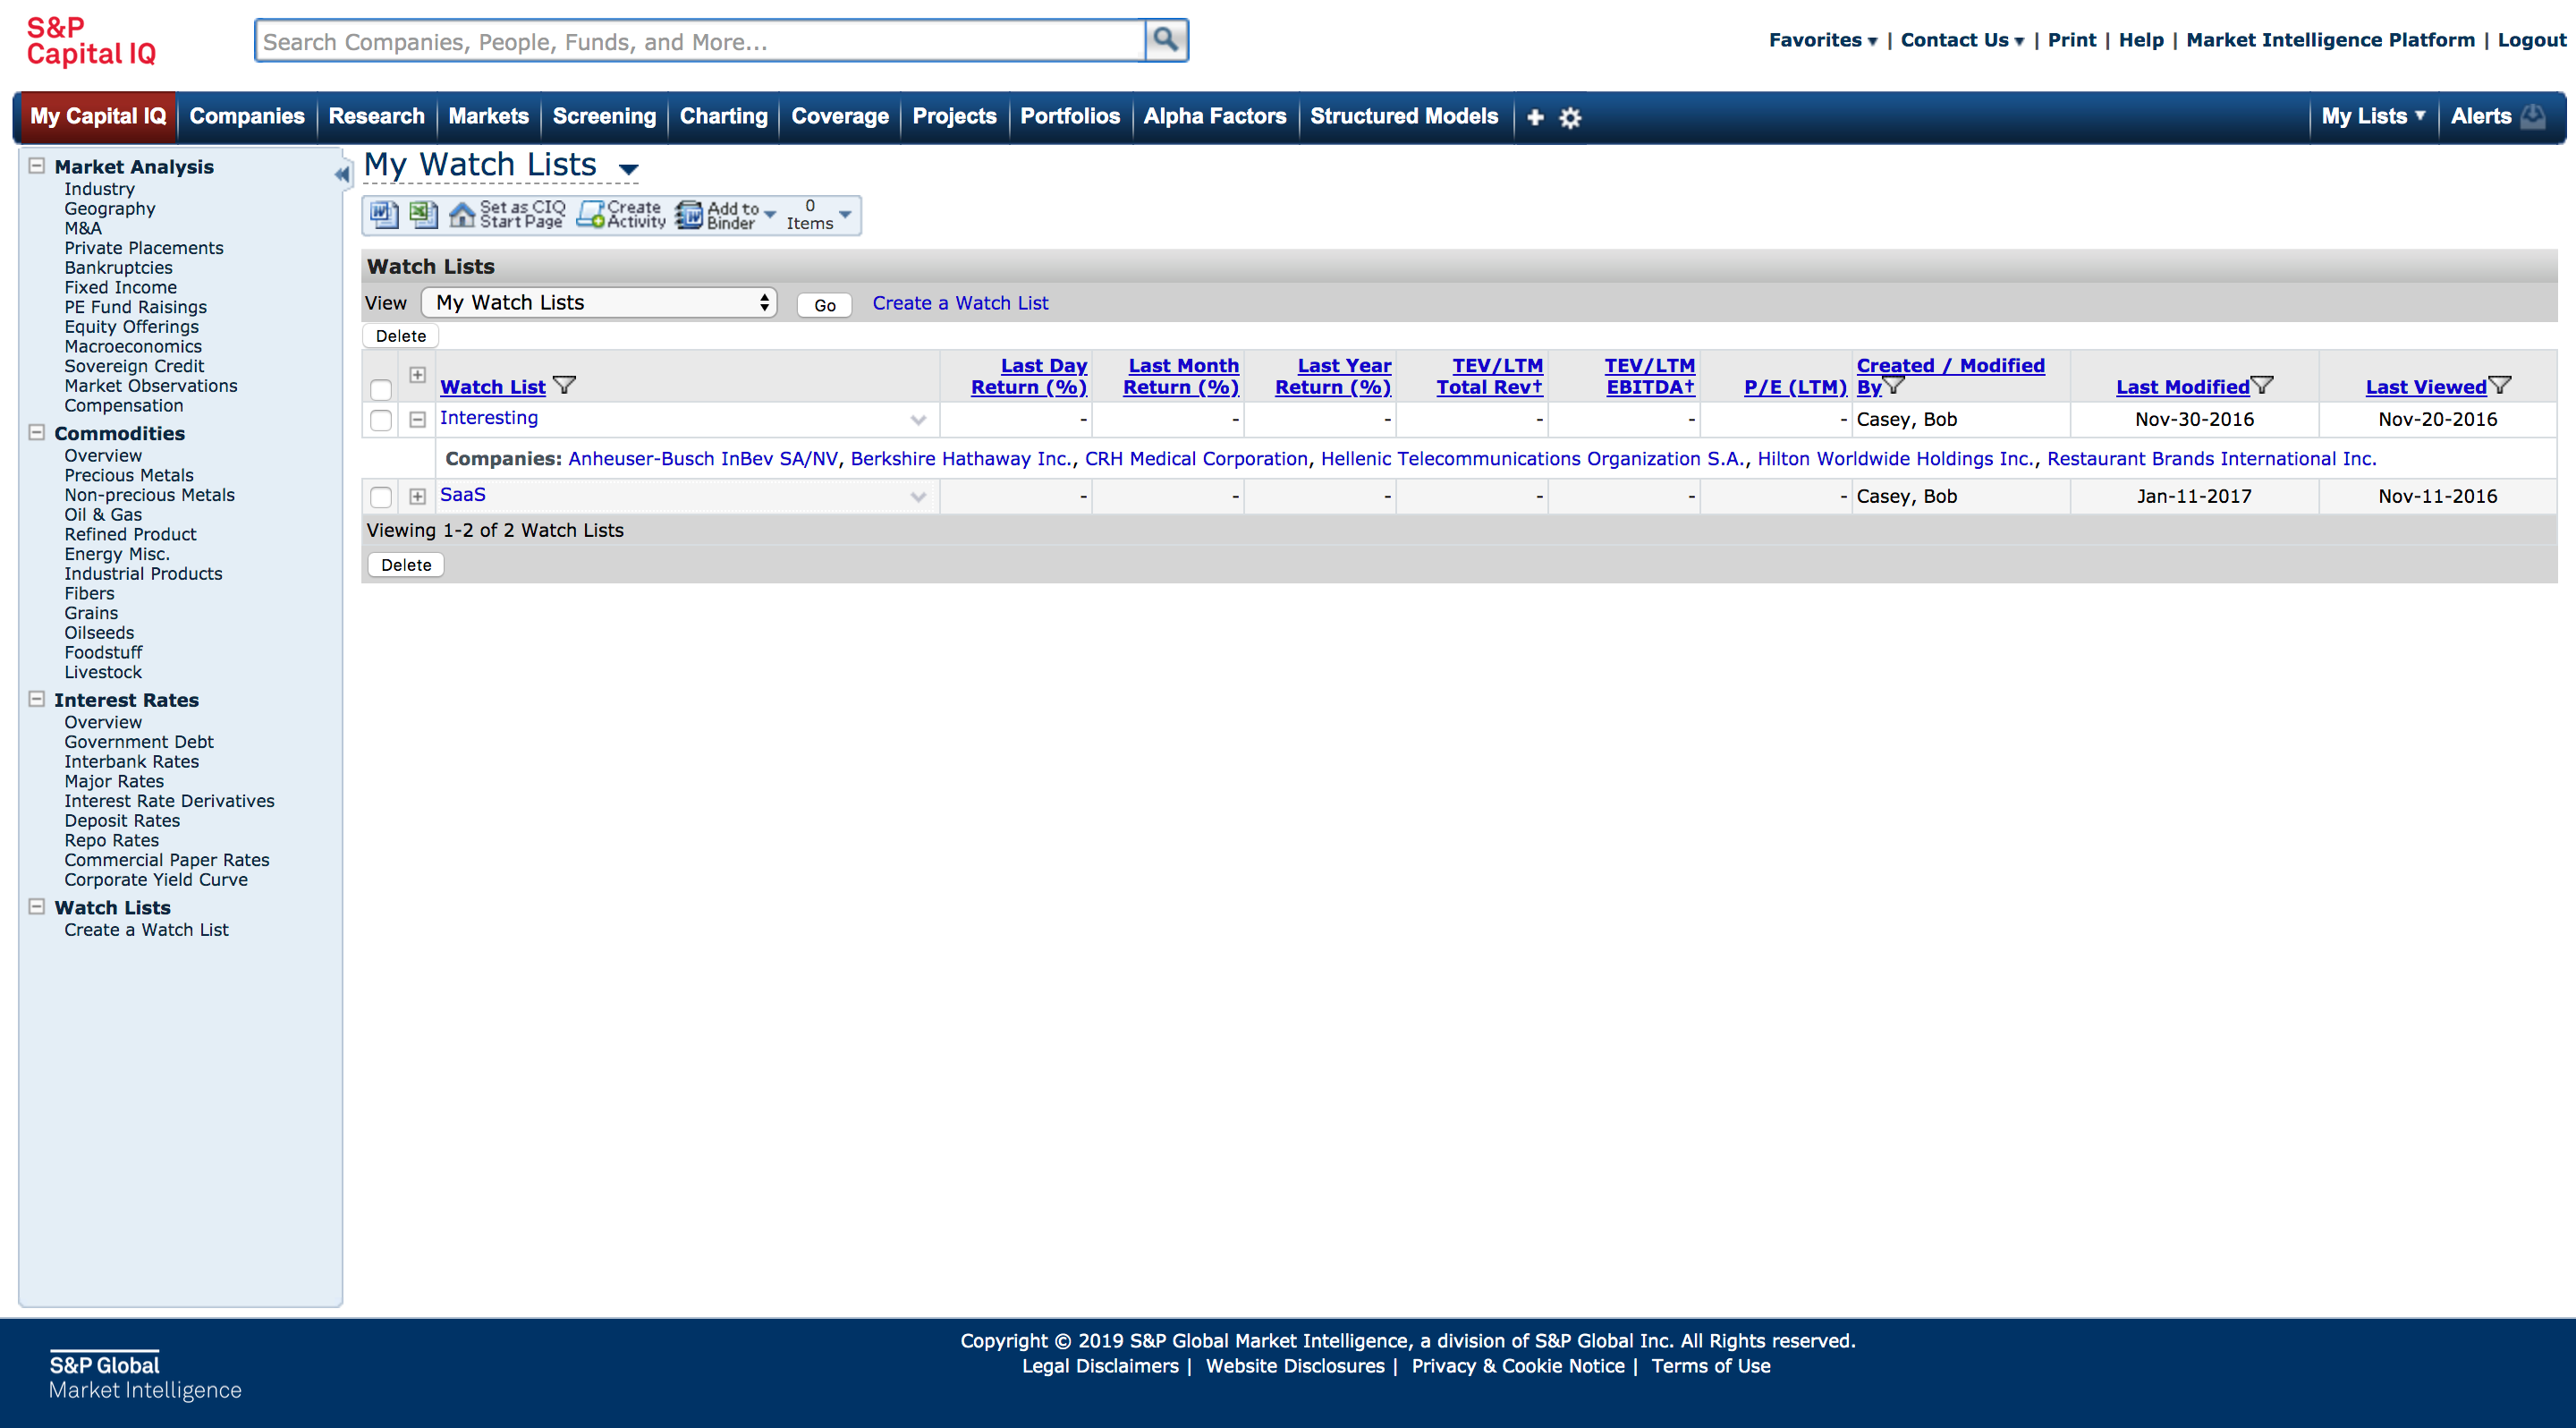 S&P
Capital IQ
Search Companies, People, Funds, and More...
Favorites | Contact Us | Print | Help | Market Intelligence Platform | Logout
My Capital IQ Companies Research Markets Screening Charting Coverage Projects Portfolios Alpha Factors Structured Models My Lists Alerts
Market Analysis
Industry
Geography
M&A
Private Placements
Bankruptcies
Fixed Income
PE Fund Raisings
Equity Offerings
Macroeconomics
Sovereign Credit
Market Observations
Compensation
Commodities
Overview
Precious Metals
Non-precious Metals
Oil & Gas
Refined Product
Energy Misc.
Industrial Products
Fibers
Grains
Oilseeds
Foodstuff
Livestock
Interest Rates
Overview
Government Debt
Interbank Rates
Major Rates
Interest Rate Derivatives
Deposit Rates
Repo Rates
Commercial Paper Rates
Corporate Yield Curve
Watch Lists
Create a Watch List
My Watch Lists
Set as CIQ Create Add to 0
Start Page Activity Binder Items
Watch Lists
View My Watch Lists Go Create a Watch List
Delete
Last Day Last Month Last Year TEV/LTM TEV/LTM Created / Modified
Watch List Return (%) Return (%) Return (%) Total Rev† EBITDA† P/E (LTM) By Last Modified Last Viewed
Interesting - - - - - - Casey, Bob Nov-30-2016 Nov-20-2016
Companies: Anheuser-Busch InBev SA/NV, Berkshire Hathaway Inc., CRH Medical Corporation, Hellenic Telecommunications Organization S.A., Hilton Worldwide Holdings Inc., Restaurant Brands International Inc.
SaaS - - - - - - Casey, Bob Jan-11-2017 Nov-11-2016
Viewing 1-2 of 2 Watch Lists
Delete
S&P Global
Market Intelligence
Copyright © 2019 S&P Global Market Intelligence, a division of S&P Global Inc. All Rights reserved.
Legal Disclaimers | Website Disclosures | Privacy & Cookie Notice | Terms of Use